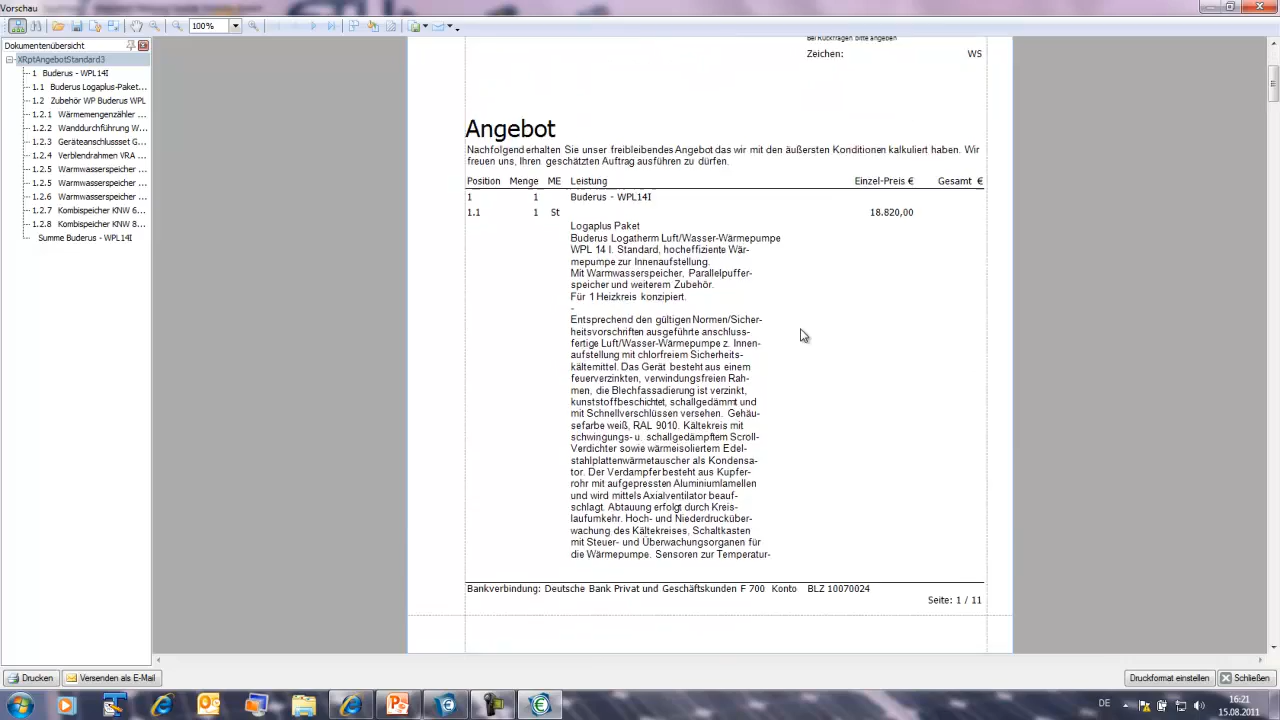 Vorschau
100%
Dokumentenübersicht
XRptAngebotStandard3
1 Buderus - WPL14I
1.1 Buderus Logaplus-Paket...
1.2 Zubehör WP Buderus WPL
1.2.1 Wärmemengenzähler ...
1.2.2 Wanddurchführung W...
1.2.3 Geräteanschlussset G...
1.2.4 Verblendrahmen VRA ...
1.2.5 Warmwasserspeicher ...
1.2.5 Warmwasserspeicher ...
1.2.6 Warmwasserspeicher ...
1.2.7 Kombispeicher KNW 6...
1.2.8 Kombispeicher KNW 8...
Summe Buderus - WPL14I
Bei Rückfragen bitte angeben
Zeichen: WS
Angebot
Nachfolgend erhalten Sie unser freibleibendes Angebot das wir mit den äußersten Konditionen kalkuliert haben. Wir
freuen uns, Ihren geschätzten Auftrag ausführen zu dürfen.
Position Menge ME Leistung Einzel-Preis € Gesamt €
1 1 Buderus - WPL14I
1.1 1 St 18.820,00
Logaplus Paket
Buderus Logatherm Luft/Wasser-Wärmepumpe
WPL 14 I. Standard, hocheffiziente Wär-
mepumpe zur Innenaufstellung.
Mit Warmwasserspeicher, Parallelpuffer-
speicher und weiterem Zubehör.
Für 1 Heizkreis konzipiert.
-
Entsprechend den gültigen Normen/Sicher-
heitsvorschriften ausgeführte anschluss-
fertige Luft/Wasser-Wärmepumpe z. Innen-
aufstellung mit chlorfreiem Sicherheits-
kältemittel. Das Gerät besteht aus einem
feuerverzinkten, verwindungsfreien Rah-
men, die Blechfassadierung ist verzinkt,
kunststoffbeschichtet, schallgedämmt und
mit Schnellverschlüssen versehen. Gehäu-
sefarbe weiß, RAL 9010. Kältekreis mit
schwingungs- u. schallgedämpftem Scroll-
Verdichter sowie wärmeisoliertem Edel-
stahlplattenwärmetauscher als Kondensa-
tor. Der Verdampfer besteht aus Kupfer-
rohr mit aufgepressten Aluminiumlamellen
und wird mittels Axialventilator beauf-
schlagt. Abtauung erfolgt durch Kreis-
laufumkehr. Hoch- und Niederdrucküber-
wachung des Kältekreises, Schaltkasten
mit Steuer- und Überwachungsorganen für
die Wärmepumpe. Sensoren zur Temperatur-
Bankverbindung: Deutsche Bank Privat und Geschäftskunden F 700 Konto BLZ 10070024
Seite: 1 / 11
Drucken
Versenden als E-Mail
Druckformat einstellen
Schließen
DE
16:21
15.08.2011